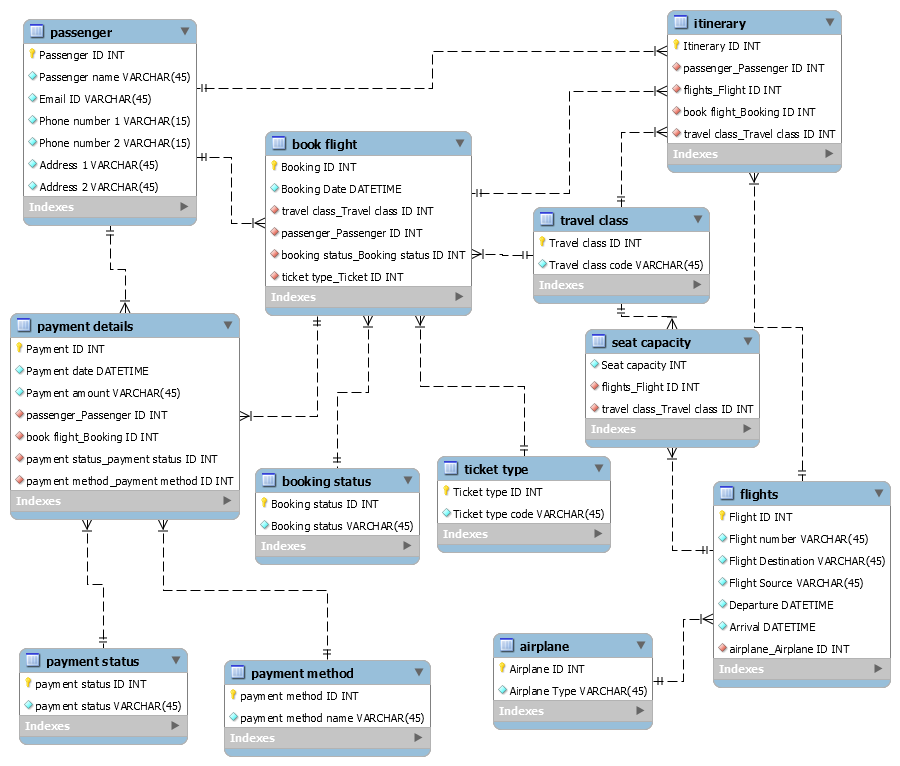 passenger
Passenger ID INT
Passenger name VARCHAR(45)
Email ID VARCHAR(45)
Phone number 1 VARCHAR(15)
Phone number 2 VARCHAR(15)
Address 1 VARCHAR(45)
Address 2 VARCHAR(45)
Indexes
itinerary
Itinerary ID INT
passenger_Passenger ID INT
flights_Flight ID INT
book flight_Booking ID INT
travel class_Travel class ID INT
Indexes
book flight
Booking ID INT
Booking Date DATETIME
travel class_Travel class ID INT
passenger_Passenger ID INT
booking status_Booking status ID INT
ticket type_Ticket ID INT
Indexes
travel class
Travel class ID INT
Travel class code VARCHAR(45)
Indexes
payment details
Payment ID INT
Payment date DATETIME
Payment amount VARCHAR(45)
passenger_Passenger ID INT
book flight_Booking ID INT
payment status_payment status ID INT
payment method_payment method ID INT
Indexes
seat capacity
Seat capacity INT
flights_Flight ID INT
travel class_Travel class ID INT
Indexes
booking status
Booking status ID INT
Booking status VARCHAR(45)
Indexes
ticket type
Ticket type ID INT
Ticket type code VARCHAR(45)
Indexes
flights
Flight ID INT
Flight number VARCHAR(45)
Flight Destination VARCHAR(45)
Flight Source VARCHAR(45)
Departure DATETIME
Arrival DATETIME
airplane_Airplane ID INT
Indexes
payment status
payment status ID INT
payment status VARCHAR(45)
Indexes
payment method
payment method ID INT
payment method name VARCHAR(45)
Indexes
airplane
Airplane ID INT
Airplane Type VARCHAR(45)
Indexes